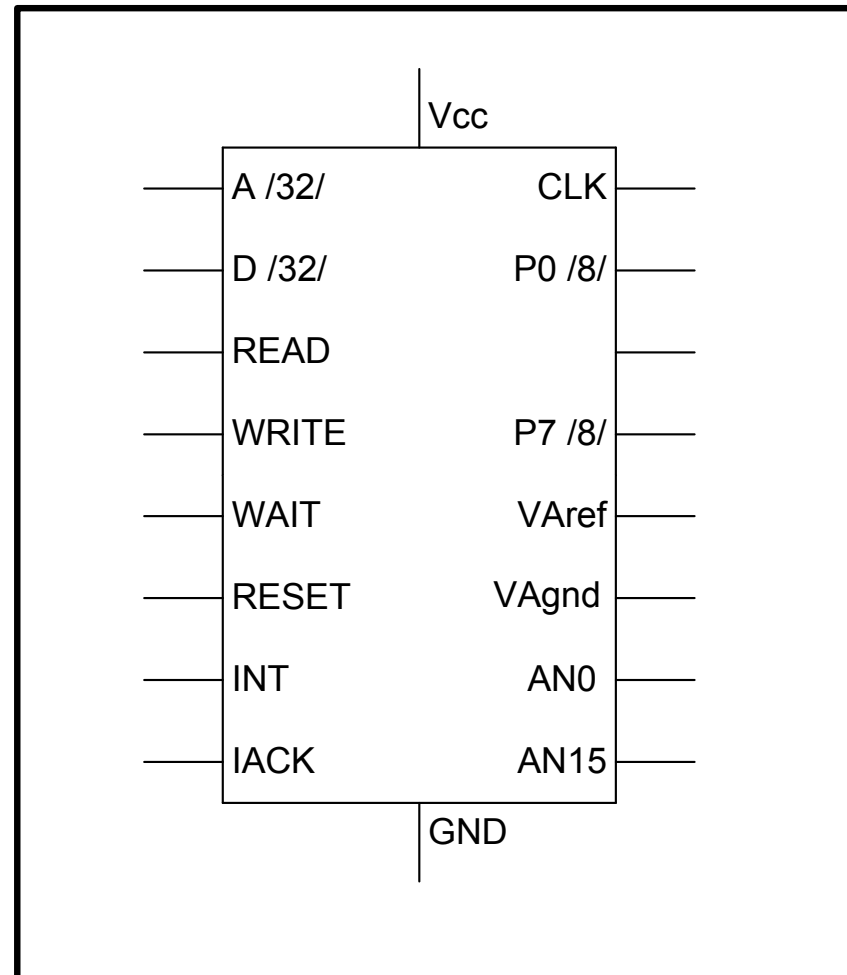 Vcc
A /32/ CLK
D /32/ P0 /8/
READ
WRITE P7 /8/
WAIT VAref
RESET VAgnd
INT AN0
IACK AN15
GND